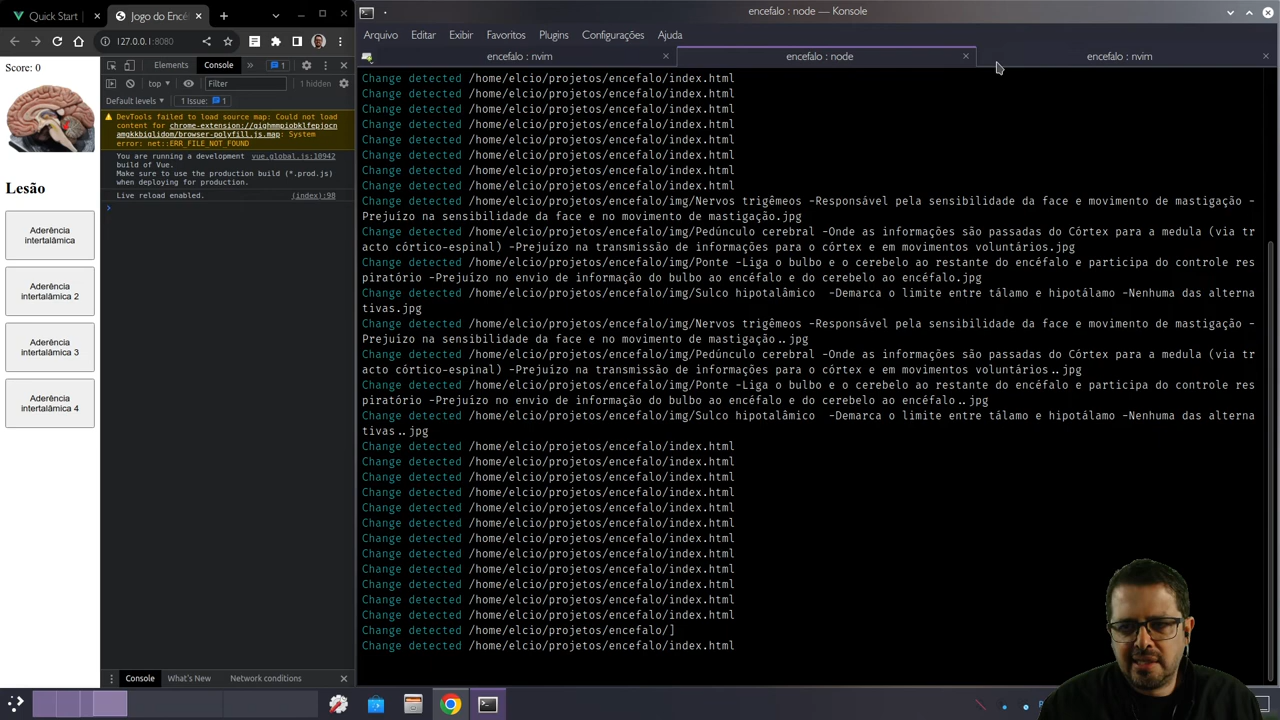 Quick Start |
Jogo do Encé
encefalo : node — Konsole
127.0.0.1:8080
Arquivo Editar Exibir Favoritos Plugins Configurações Ajuda
encefalo : nvim
encefalo : node
encefalo : nvim
Score: 0
Lesão
Aderência
intertalâmica
Aderência
intertalâmica 2
Aderência
intertalâmica 3
Aderência
intertalâmica 4
Elements Console » 1
top Filter 1 hidden
Default levels 1 Issue: 1
DevTools failed to load source map: Could not load
content for chrome-extension://gighmmpiobklfepjocn
amgkkbiglidom/browser-polyfill.js.map: System
error: net::ERR_FILE_NOT_FOUND
You are running a development vue.global.js:10942
build of Vue.
Make sure to use the production build (*.prod.js)
when deploying for production.
Live reload enabled. (index):98
>
Console What's New Network conditions
Change detected /home/elcio/projetos/encefalo/index.html
Change detected /home/elcio/projetos/encefalo/index.html
Change detected /home/elcio/projetos/encefalo/index.html
Change detected /home/elcio/projetos/encefalo/index.html
Change detected /home/elcio/projetos/encefalo/index.html
Change detected /home/elcio/projetos/encefalo/index.html
Change detected /home/elcio/projetos/encefalo/index.html
Change detected /home/elcio/projetos/encefalo/index.html
Change detected /home/elcio/projetos/encefalo/img/Nervos trigêmeos -Responsável pela sensibilidade da face e movimento de mastigação -
Prejuízo na sensibilidade da face e no movimento de mastigação.jpg
Change detected /home/elcio/projetos/encefalo/img/Pedúnculo cerebral -Onde as informações são passadas do Córtex para a medula (via tr
acto córtico-espinal) -Prejuízo na transmissão de informações para o córtex e em movimentos voluntários.jpg
Change detected /home/elcio/projetos/encefalo/img/Ponte -Liga o bulbo e o cerebelo ao restante do encéfalo e participa do controle res
piratório -Prejuízo no envio de informação do bulbo ao encéfalo e do cerebelo ao encéfalo.jpg
Change detected /home/elcio/projetos/encefalo/img/Sulco hipotalâmico  -Demarca o limite entre tálamo e hipotálamo -Nenhuma das alterna
tivas.jpg
Change detected /home/elcio/projetos/encefalo/img/Nervos trigêmeos -Responsável pela sensibilidade da face e movimento de mastigação -
Prejuízo na sensibilidade da face e no movimento de mastigação..jpg
Change detected /home/elcio/projetos/encefalo/img/Pedúnculo cerebral -Onde as informações são passadas do Córtex para a medula (via tr
acto córtico-espinal) -Prejuízo na transmissão de informações para o córtex e em movimentos voluntários..jpg
Change detected /home/elcio/projetos/encefalo/img/Ponte -Liga o bulbo e o cerebelo ao restante do encéfalo e participa do controle res
piratório -Prejuízo no envio de informação do bulbo ao encéfalo e do cerebelo ao encéfalo..jpg
Change detected /home/elcio/projetos/encefalo/img/Sulco hipotalâmico  -Demarca o limite entre tálamo e hipotálamo -Nenhuma das alterna
tivas..jpg
Change detected /home/elcio/projetos/encefalo/index.html
Change detected /home/elcio/projetos/encefalo/index.html
Change detected /home/elcio/projetos/encefalo/index.html
Change detected /home/elcio/projetos/encefalo/index.html
Change detected /home/elcio/projetos/encefalo/index.html
Change detected /home/elcio/projetos/encefalo/index.html
Change detected /home/elcio/projetos/encefalo/index.html
Change detected /home/elcio/projetos/encefalo/index.html
Change detected /home/elcio/projetos/encefalo/index.html
Change detected /home/elcio/projetos/encefalo/index.html
Change detected /home/elcio/projetos/encefalo/index.html
Change detected /home/elcio/projetos/encefalo/index.html
Change detected /home/elcio/projetos/encefalo/]
Change detected /home/elcio/projetos/encefalo/index.html